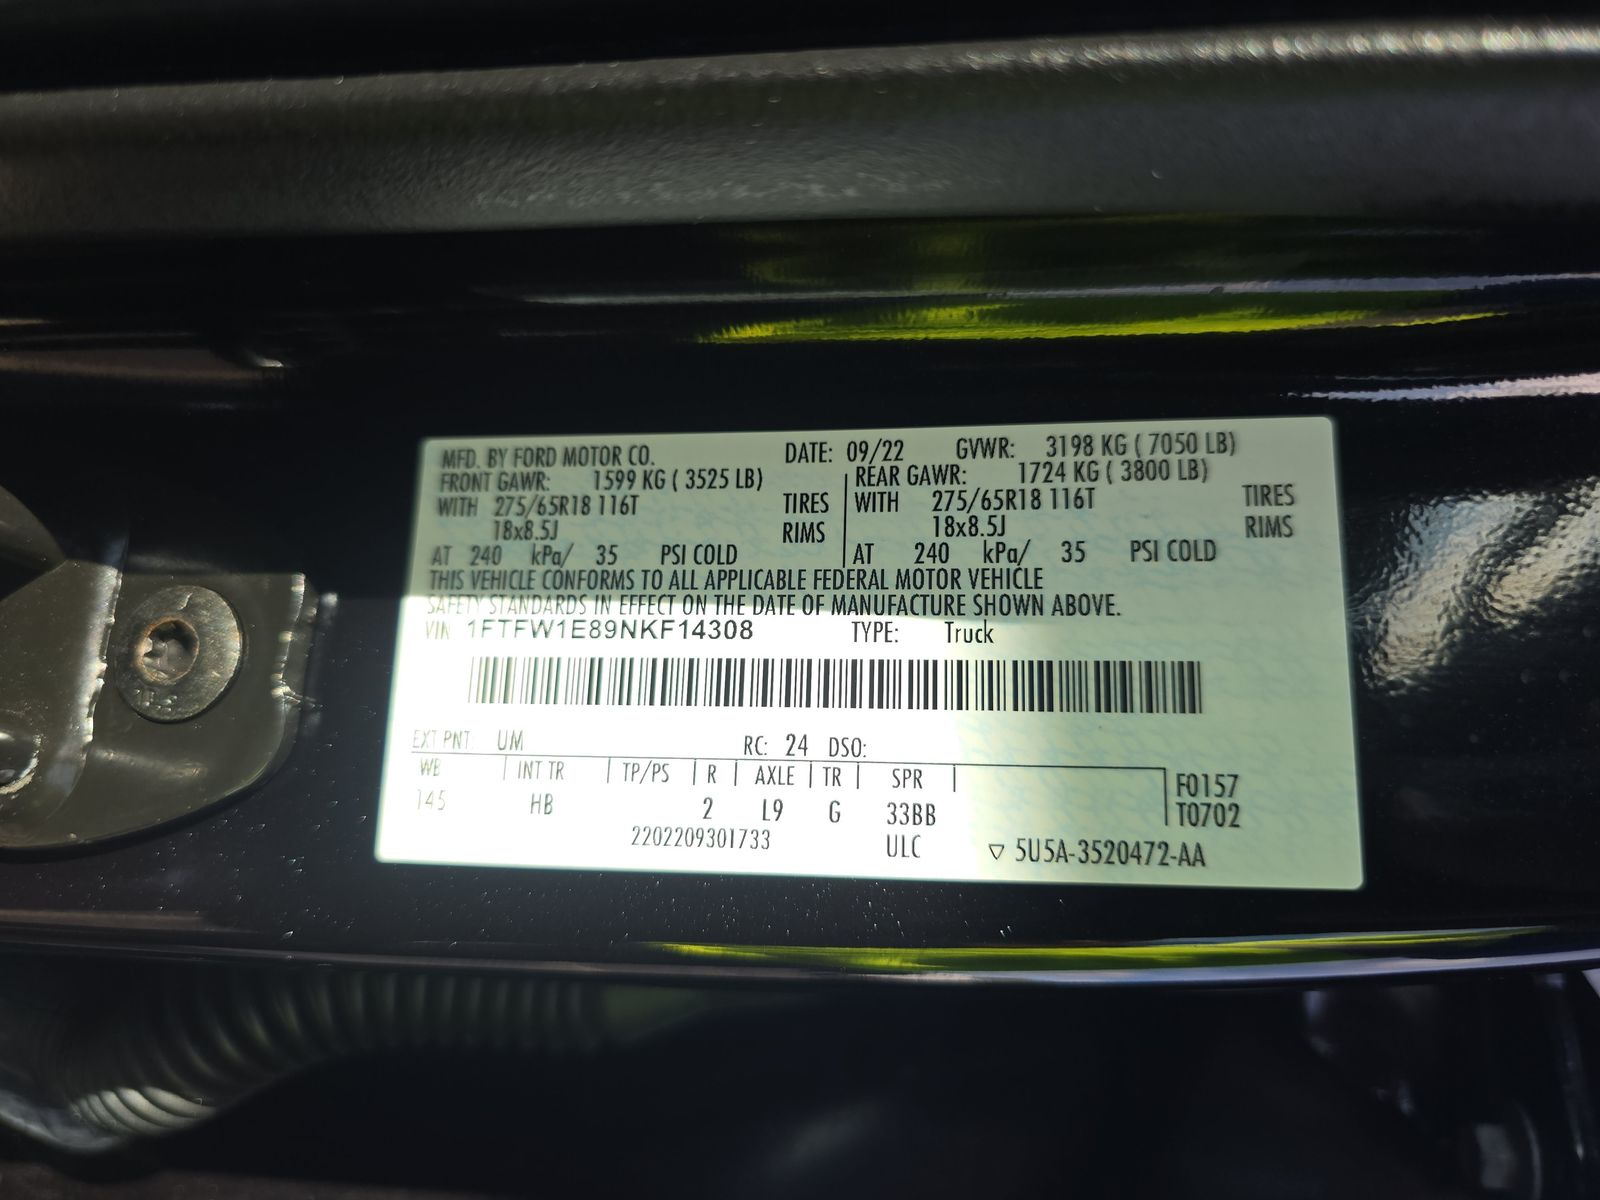 MFD. BY FORD MOTOR CO. DATE: 09/22 GVWR: 3198 KG ( 7050 LB)
FRONT GAWR: 1599 KG ( 3525 LB) REAR GAWR: 1724 KG ( 3800 LB)
WITH 275/65R18 116T TIRES WITH 275/65R18 116T TIRES
18x8.5J RIMS 18x8.5J RIMS
AT 240 kPa/ 35 PSI COLD AT 240 kPa/ 35 PSI COLD
THIS VEHICLE CONFORMS TO ALL APPLICABLE FEDERAL MOTOR VEHICLE
SAFETY STANDARDS IN EFFECT ON THE DATE OF MANUFACTURE SHOWN ABOVE.
VIN 1FTFW1E89NKF14308 TYPE: Truck
EXT PNT: UM RC: 24 DSO:
WB INT TR TP/PS R AXLE TR SPR F0157
145 HB 2 L9 G 33BB T0702
2202209301733 ULC ▽ 5U5A-3520472-AA